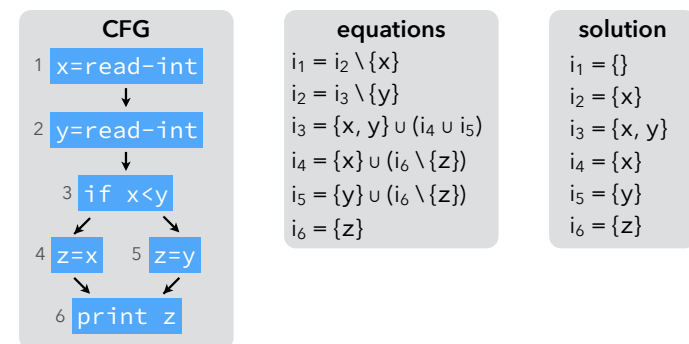 CFG
1 x=read-int
2 y=read-int
3 if x<y
4 z=x 5 z=y
6 print z
equations
i₁ = i₂ \ {x}
i₂ = i₃ \ {y}
i₃ = {x, y} ∪ (i₄ ∪ i₅)
i₄ = {x} ∪ (i₆ \ {z})
i₅ = {y} ∪ (i₆ \ {z})
i₆ = {z}
solution
i₁ = {}
i₂ = {x}
i₃ = {x, y}
i₄ = {x}
i₅ = {y}
i₆ = {z}